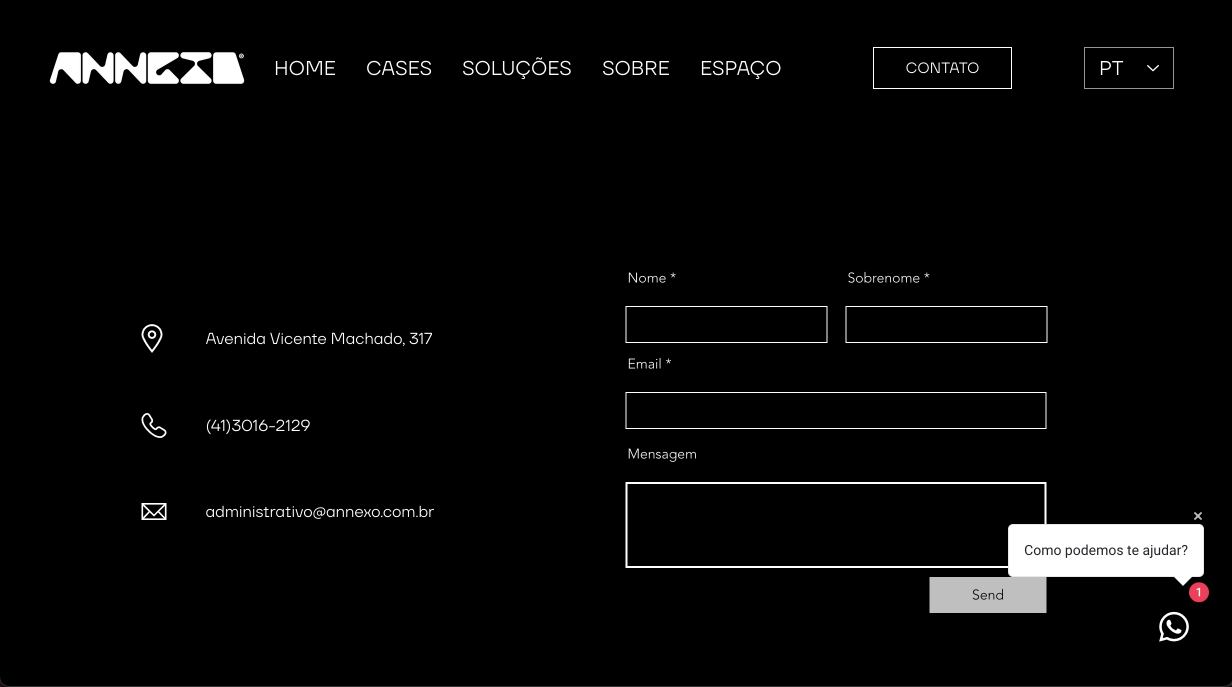 ANNEXO®
HOME
CASES
SOLUÇÕES
SOBRE
ESPAÇO
CONTATO
PT
Avenida Vicente Machado, 317
(41)3016-2129
administrativo@annexo.com.br
Nome *
Sobrenome *
Email *
Mensagem
Como podemos te ajudar?
1
Send